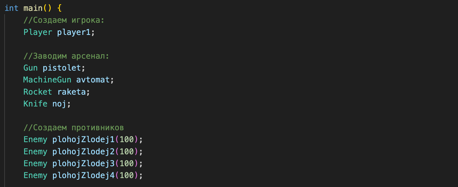 int main() {
//Создаем игрока:
Player player1;
//Заводим арсенал:
Gun pistolet;
MachineGun avtomat;
Rocket raketa;
Knife noj;
//Создаем противников
Enemy plohojZlodej1(100);
Enemy plohojZlodej2(100);
Enemy plohojZlodej3(100);
Enemy plohojZlodej4(100);